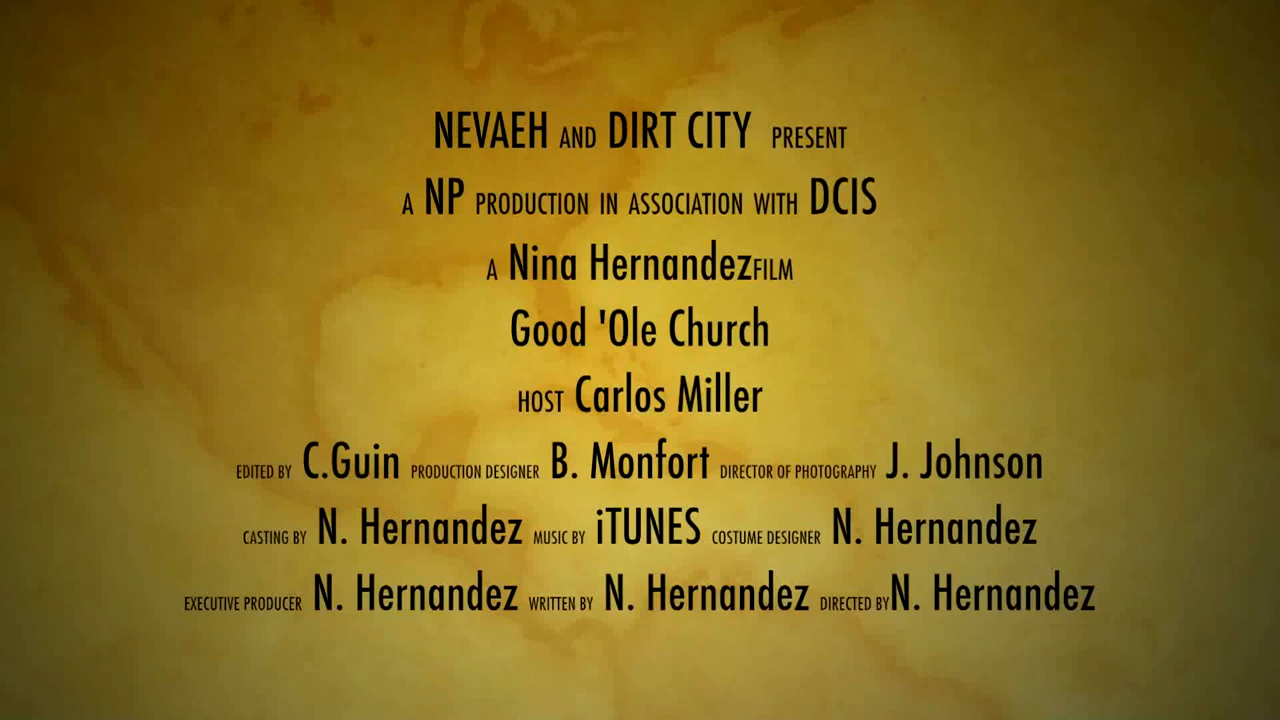 NEVAEH AND DIRT CITY PRESENT
A NP PRODUCTION IN ASSOCIATION WITH DCIS
A Nina HernandezFILM
Good 'Ole Church
HOST Carlos Miller
EDITED BY C.Guin PRODUCTION DESIGNER B. Monfort DIRECTOR OF PHOTOGRAPHY J. Johnson
CASTING BY N. Hernandez MUSIC BY iTUNES COSTUME DESIGNER N. Hernandez
EXECUTIVE PRODUCER N. Hernandez WRITTEN BY N. Hernandez DIRECTED BYN. Hernandez